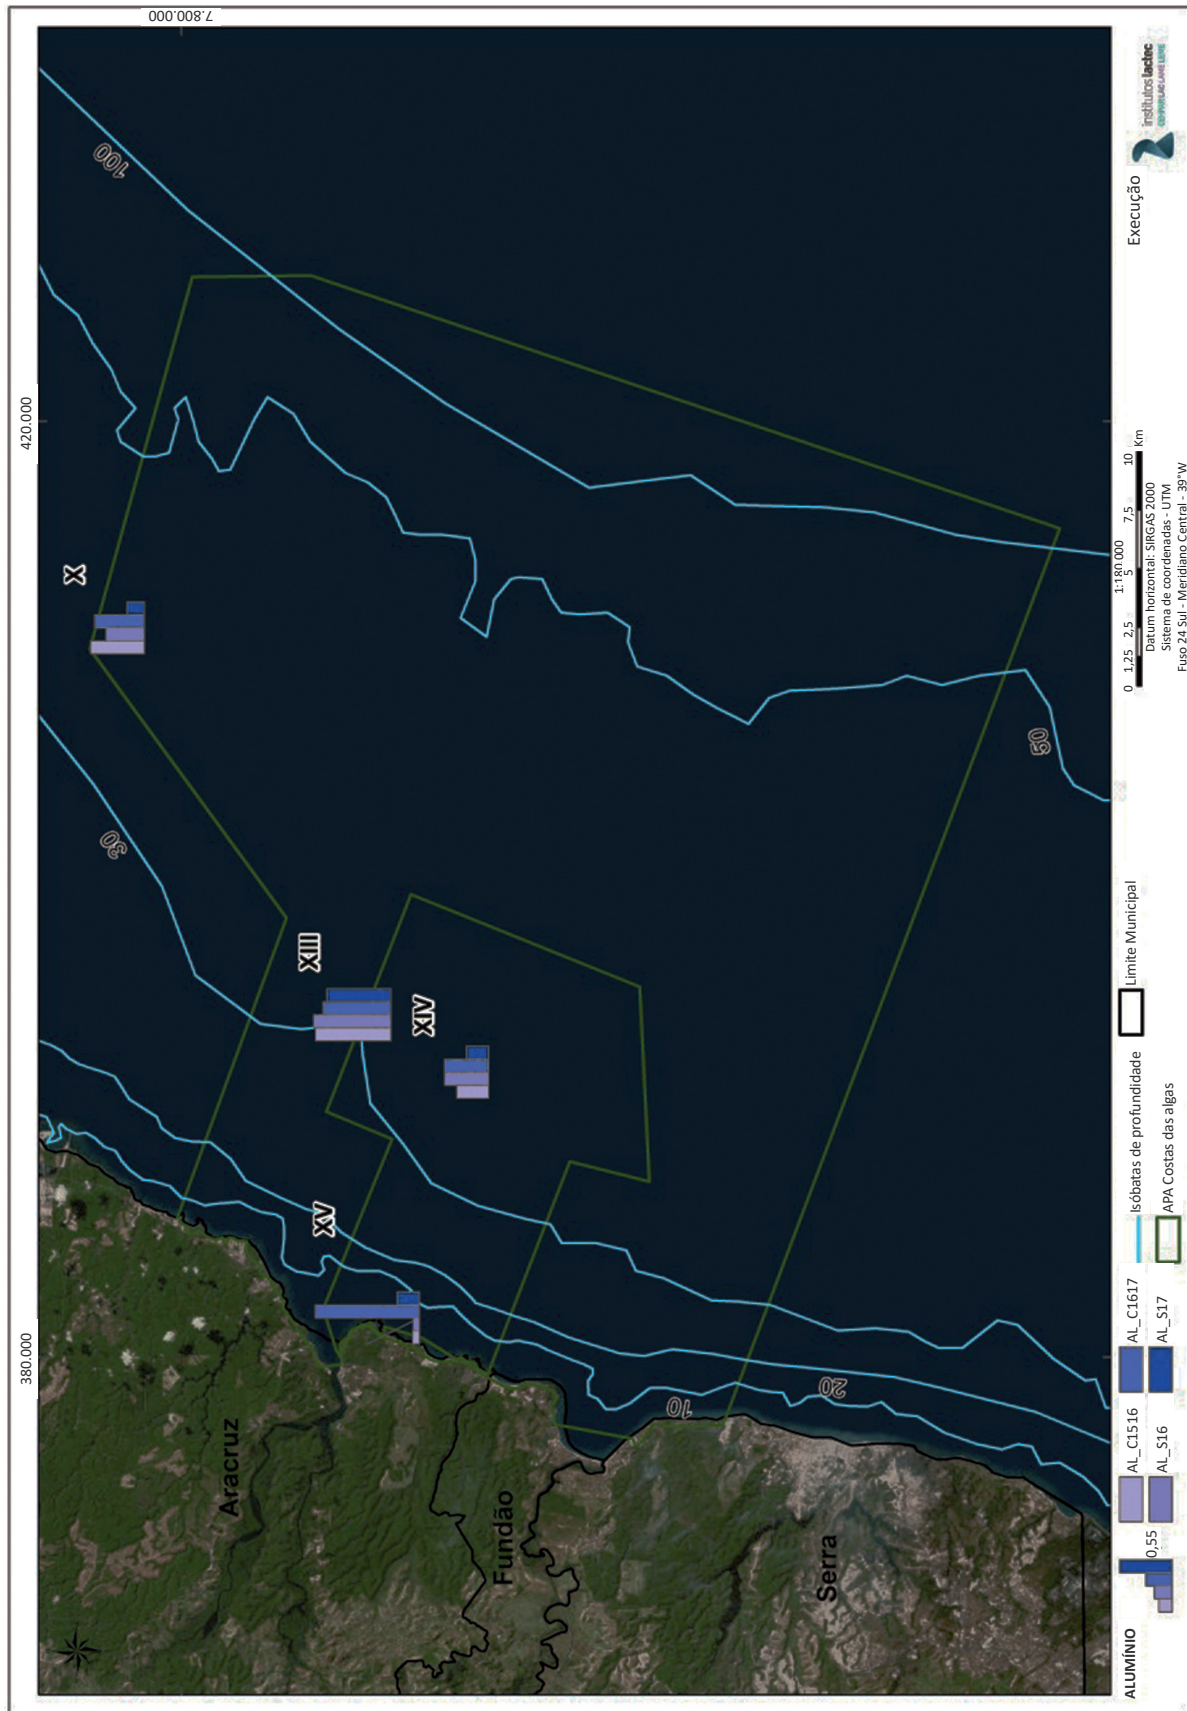 7.800.000
420.000
380.000
100
X
30
XIII
XIV
XV
50
10
20
Aracruz
Fundão
Serra
ALUMÍNIO
0,55
AL_C1516
AL_C1617
AL_S16
AL_S17
Isóbatas de profundidade
APA Costas das algas
Limite Municipal
1:180.000
0 1,25 2,5 5 7,5 10
Km
Datum horizontal: SIRGAS 2000
Sistema de coordenadas - UTM
Fuso 24 Sul - Meridiano Central - 39°W
Execução
institutos lactec